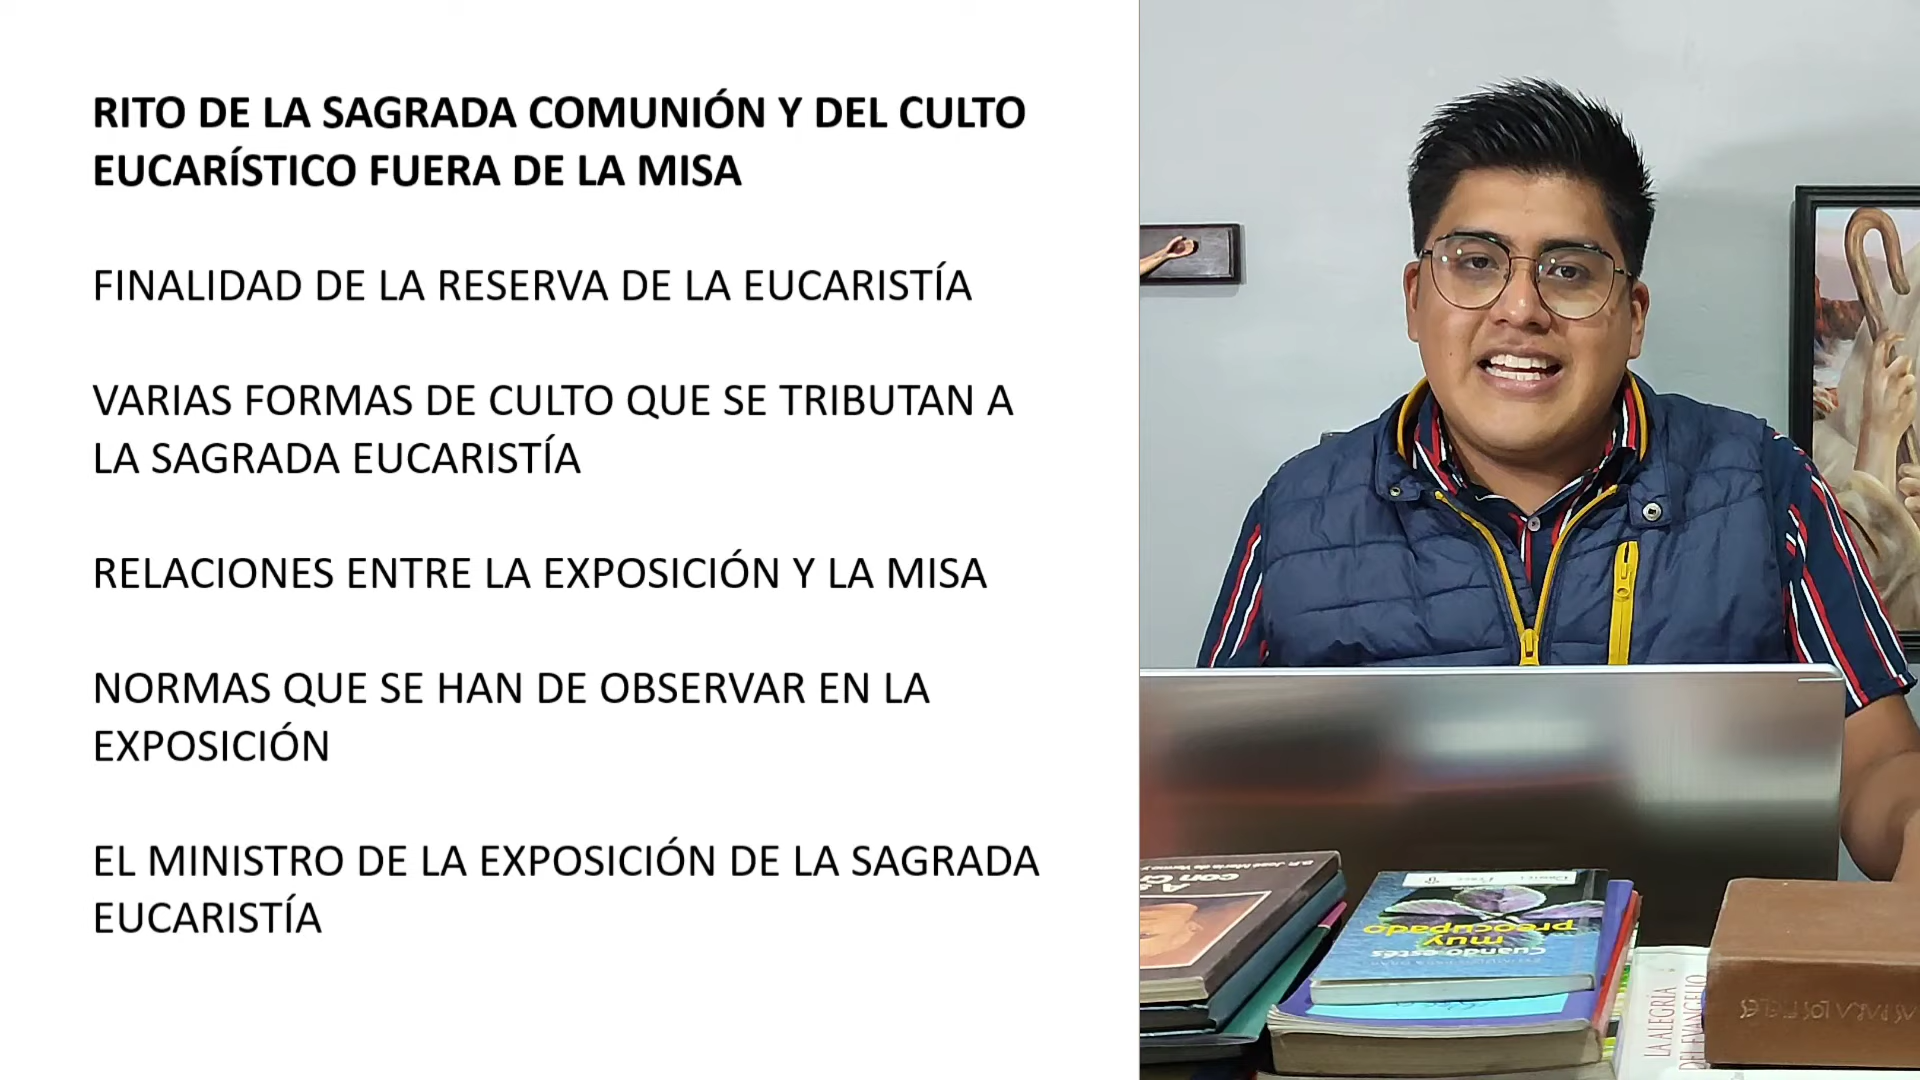 RITO DE LA SAGRADA COMUNIÓN Y DEL CULTO
EUCARÍSTICO FUERA DE LA MISA
FINALIDAD DE LA RESERVA DE LA EUCARISTÍA
VARIAS FORMAS DE CULTO QUE SE TRIBUTAN A
LA SAGRADA EUCARISTÍA
RELACIONES ENTRE LA EXPOSICIÓN Y LA MISA
NORMAS QUE SE HAN DE OBSERVAR EN LA
EXPOSICIÓN
EL MINISTRO DE LA EXPOSICIÓN DE LA SAGRADA
EUCARISTÍA
Cuando estés
muy
preocupado
LA ALEGRÍA
DEL EVANGELIO